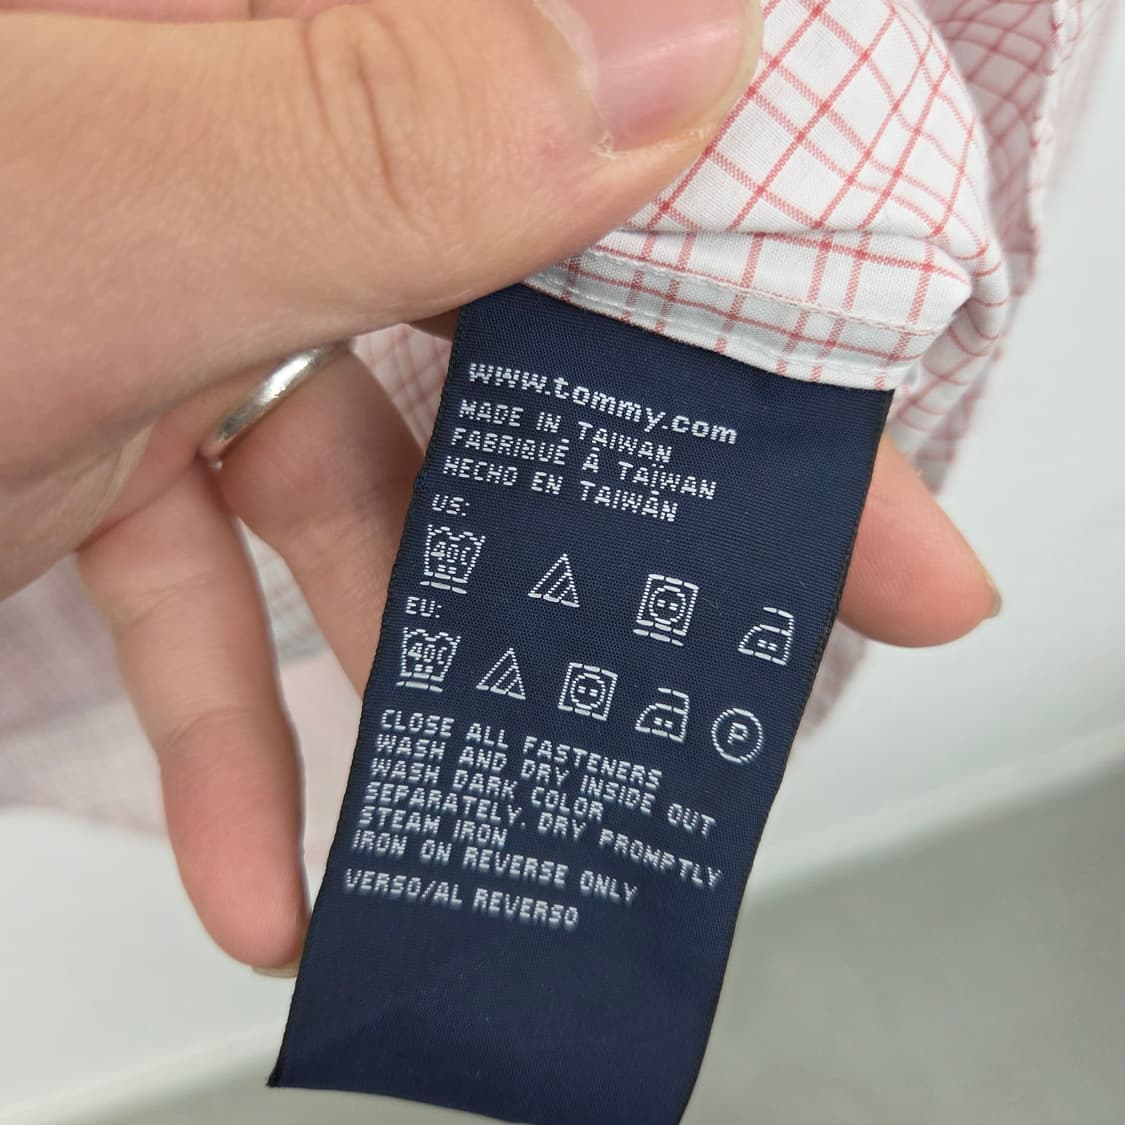 www.tommy.com
MADE IN TAIWAN
FABRIQUÉ À TAÏWAN
HECHO EN TAIWÁN
US:
40C
EU:
40C
P
CLOSE ALL FASTENERS
WASH AND DRY INSIDE OUT
WASH DARK COLOR
SEPARATELY. DRY PROMPTLY
STEAM IRON
IRON ON REVERSE ONLY
VERSO/AL REVERSO